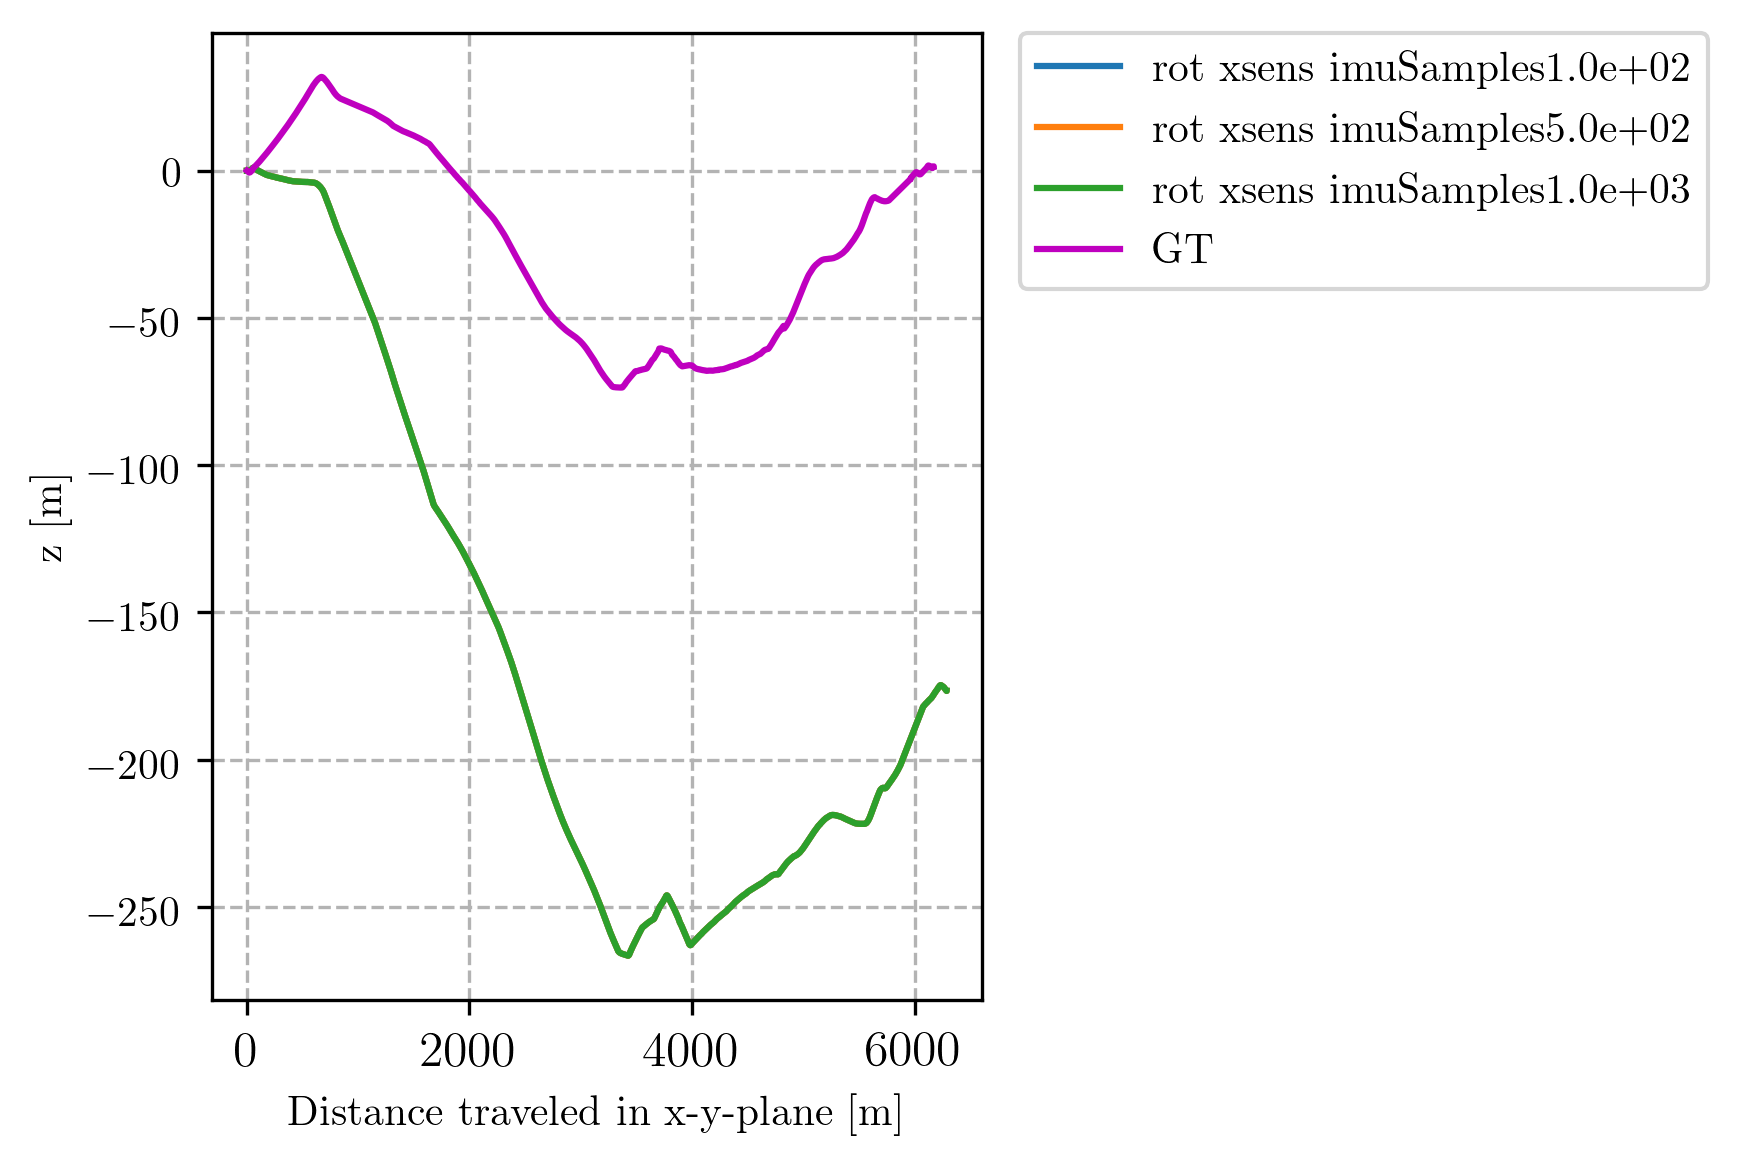 rot xsens imuSamples1.0e+02
rot xsens imuSamples5.0e+02
rot xsens imuSamples1.0e+03
GT
0
−50
−100
−150
−200
−250
z [m]
0 2000 4000 6000
Distance traveled in x-y-plane [m]